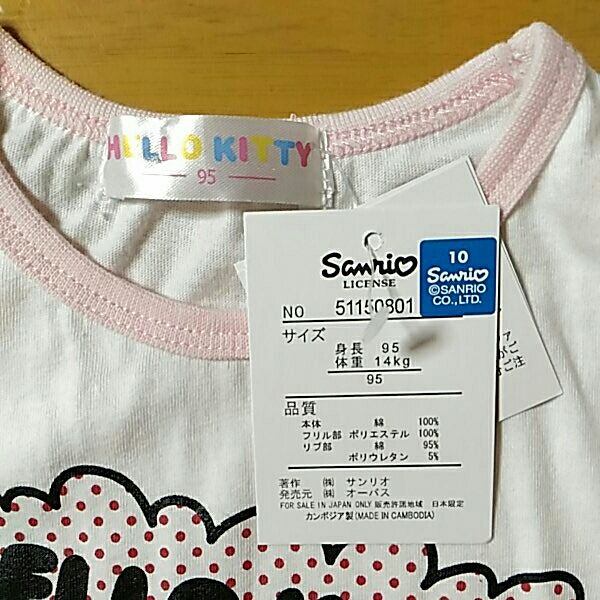 HELLO KITTY
95
Sanrio
LICENSE
10
Sanrio
©SANRIO
CO., LTD.
NO 51150801
サイズ
身長 95
体重 14kg
95
品質
本体 綿 100%
フリル部 ポリエステル 100%
リブ部 綿 95%
ポリウレタン 5%
著作 ㈱ サンリオ
発売元 ㈱ オーパス
FOR SALE IN JAPAN ONLY 販売許諾地域 日本限定
カンボジア製(MADE IN CAMBODIA)